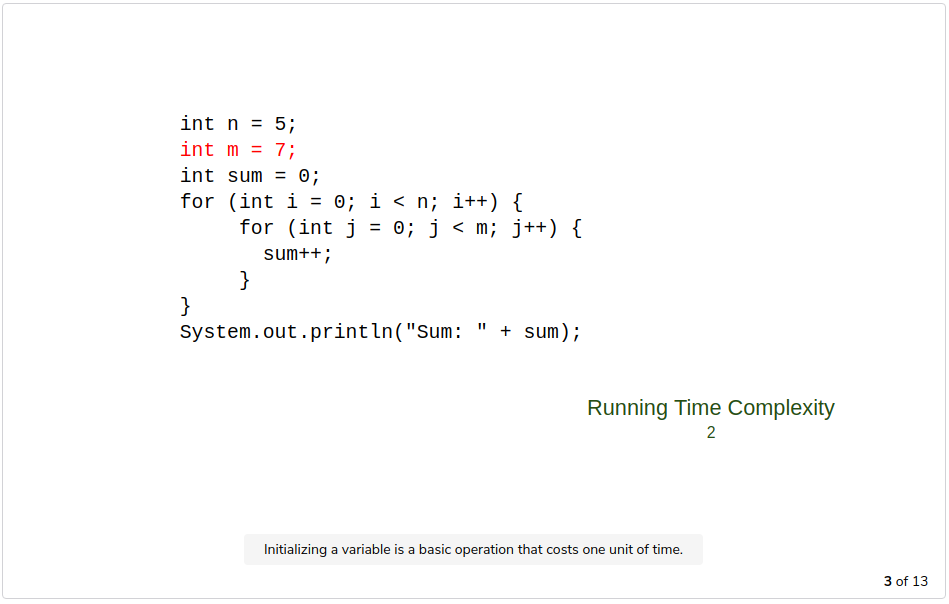 int n = 5;
int m = 7;
int sum = 0;
for (int i = 0; i < n; i++) {
for (int j = 0; j < m; j++) {
sum++;
}
}
System.out.println("Sum: " + sum);
Running Time Complexity
2
Initializing a variable is a basic operation that costs one unit of time.
3 of 13